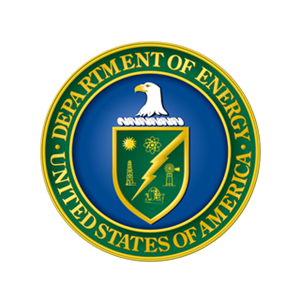 DEPARTMENT OF ENERGY
UNITED STATES OF AMERICA